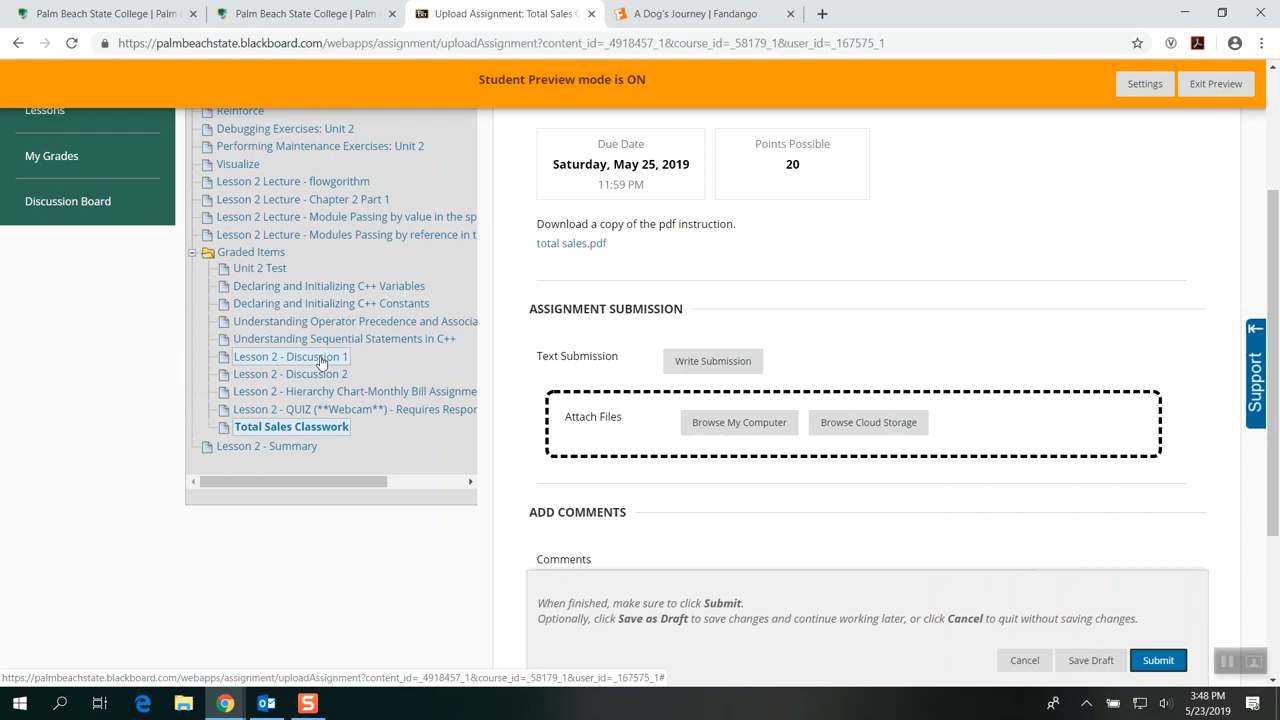 Palm Beach State College | Palm
Palm Beach State College | Palm
Upload Assignment: Total Sales C
A Dog's Journey | Fandango
https://palmbeachstate.blackboard.com/webapps/assignment/uploadAssignment?content_id=_4918457_1&course_id=_58179_1&user_id=_167575_1
Student Preview mode is ON
Settings
Exit Preview
Lessons
My Grades
Discussion Board
Reinforce
Debugging Exercises: Unit 2
Performing Maintenance Exercises: Unit 2
Visualize
Lesson 2 Lecture - flowgorithm
Lesson 2 Lecture - Chapter 2 Part 1
Lesson 2 Lecture - Module Passing by value in the sp
Lesson 2 Lecture - Modules Passing by reference in t
Graded Items
Unit 2 Test
Declaring and Initializing C++ Variables
Declaring and Initializing C++ Constants
Understanding Operator Precedence and Associa
Understanding Sequential Statements in C++
Lesson 2 - Discussion 1
Lesson 2 - Discussion 2
Lesson 2 - Hierarchy Chart-Monthly Bill Assignme
Lesson 2 - QUIZ (**Webcam**) - Requires Respor
Total Sales Classwork
Lesson 2 - Summary
Due Date
Saturday, May 25, 2019
11:59 PM
Points Possible
20
Download a copy of the pdf instruction.
total sales.pdf
ASSIGNMENT SUBMISSION
Text Submission
Write Submission
Attach Files
Browse My Computer
Browse Cloud Storage
ADD COMMENTS
Comments
When finished, make sure to click Submit.
Optionally, click Save as Draft to save changes and continue working later, or click Cancel to quit without saving changes.
Cancel
Save Draft
Submit
Support
https://palmbeachstate.blackboard.com/webapps/assignment/uploadAssignment?content_id=_4918457_1&course_id=_58179_1&user_id=_167575_1#
3:48 PM
5/23/2019